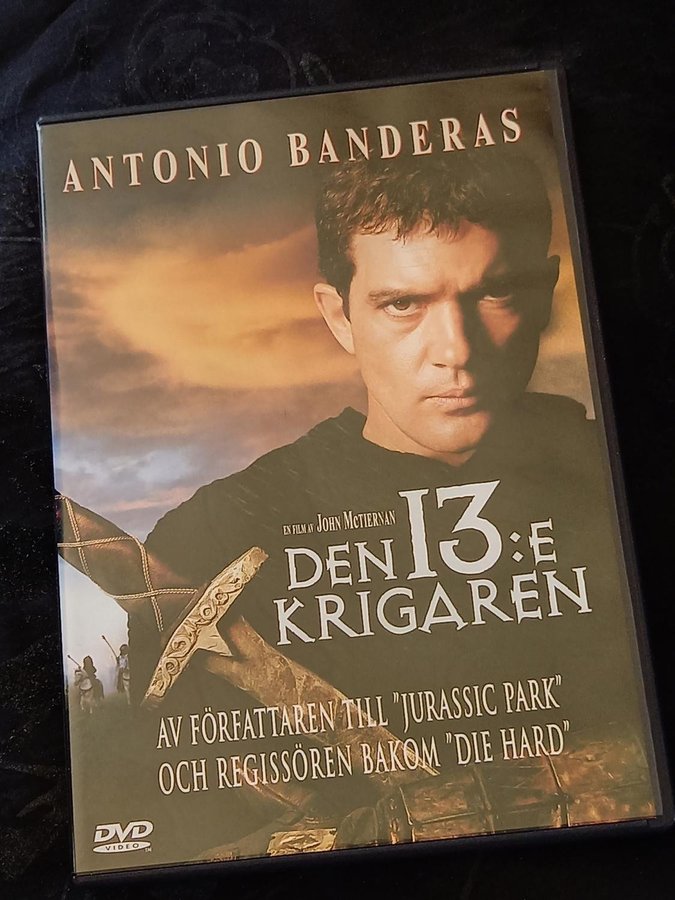 ANTONIO BANDERAS
EN FILM AV JOHN McTIERNAN
DEN 13:E
KRIGAREN
AV FÖRFATTAREN TILL "JURASSIC PARK"
OCH REGISSÖREN BAKOM "DIE HARD"
DVD
VIDEO™